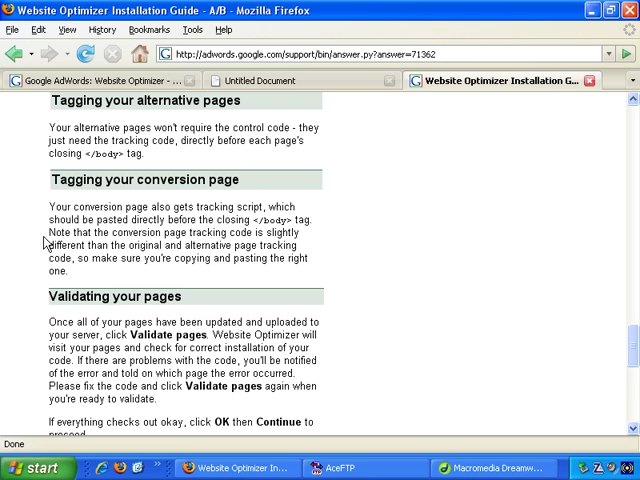 Website Optimizer Installation Guide - A/B - Mozilla Firefox
File Edit View History Bookmarks Tools Help
http://adwords.google.com/support/bin/answer.py?answer=71362
Google AdWords: Website Optimizer - ...
Untitled Document
Website Optimizer Installation G...
Tagging your alternative pages
Your alternative pages won't require the control code - they
just need the tracking code, directly before each page's
closing </body> tag.
Tagging your conversion page
Your conversion page also gets tracking script, which
should be pasted directly before the closing </body> tag.
Note that the conversion page tracking code is slightly
different than the original and alternative page tracking
code, so make sure you're copying and pasting the right
one.
Validating your pages
Once all of your pages have been updated and uploaded to
your server, click Validate pages. Website Optimizer will
visit your pages and check for correct installation of your
code. If there are problems with the code, you'll be notified
of the error and told on which page the error occurred.
Please fix the code and click Validate pages again when
you're ready to validate.
If everything checks out okay, click OK then Continue to
proceed.
Done
start
Website Optimizer In...
AceFTP
Macromedia Dreamw...